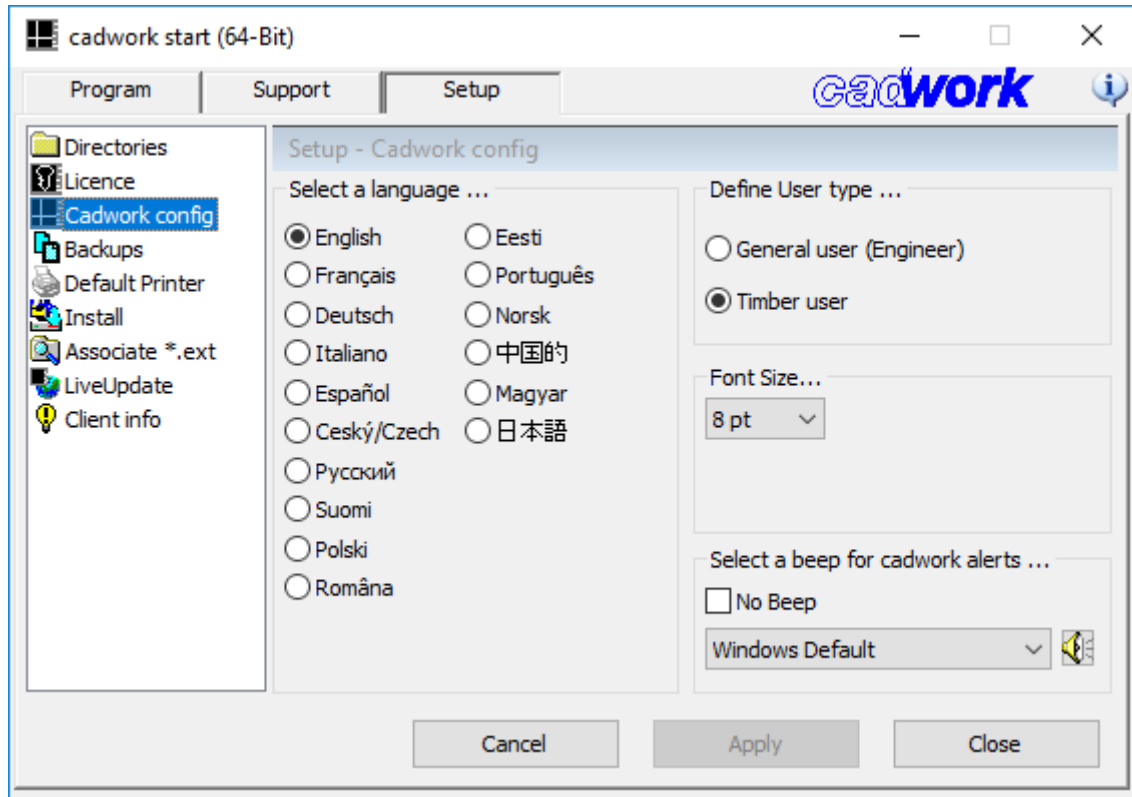 cadwork start (64-Bit)
Program
Support
Setup
cadwork
Directories
Licence
Cadwork config
Backups
Default Printer
Install
Associate *.ext
LiveUpdate
Client info
Setup - Cadwork config
Select a language ...
English
Eesti
Français
Português
Deutsch
Norsk
Italiano
中国的
Español
Magyar
Ceský/Czech
日本語
Русский
Suomi
Polski
Româna
Define User type ...
General user (Engineer)
Timber user
Font Size...
8 pt
Select a beep for cadwork alerts ...
No Beep
Windows Default
Cancel
Apply
Close